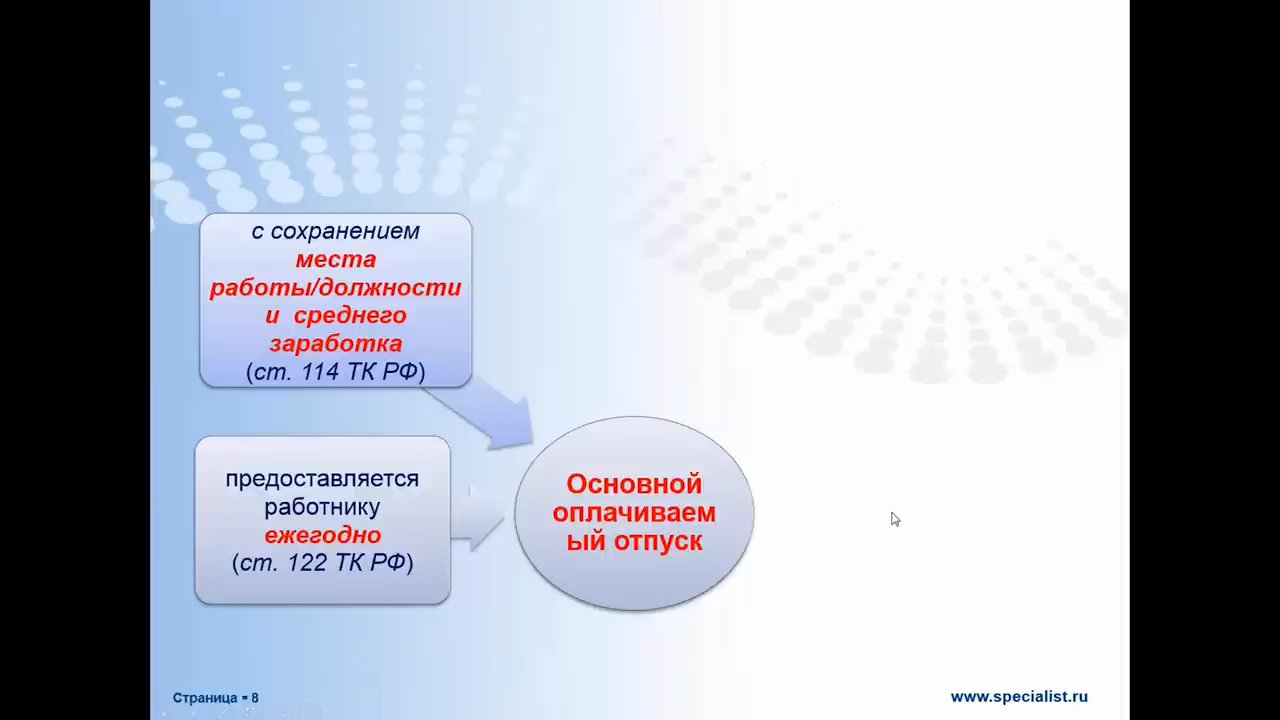 с сохранением
места
работы/должности
и среднего
заработка
(ст. 114 ТК РФ)
предоставляется
работнику
ежегодно
(ст. 122 ТК РФ)
Основной
оплачиваем
ый отпуск
Страница ▪ 8
www.specialist.ru